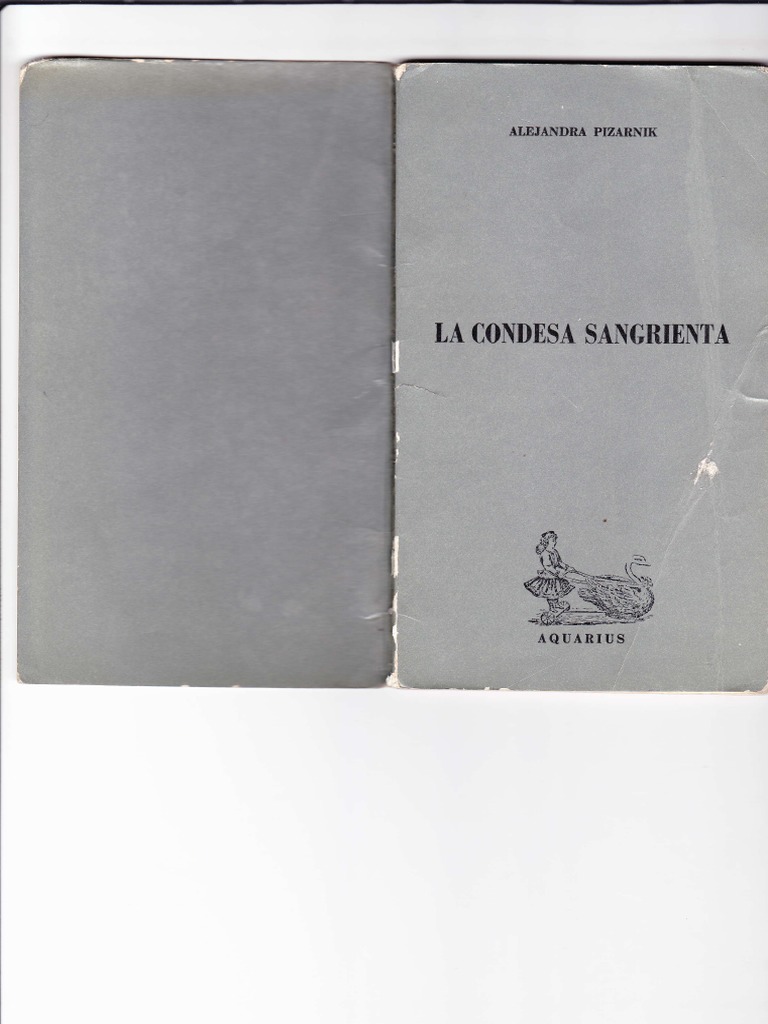 ALEJANDRA PIZARNIK
LA CONDESA SANGRIENTA
AQUARIUS